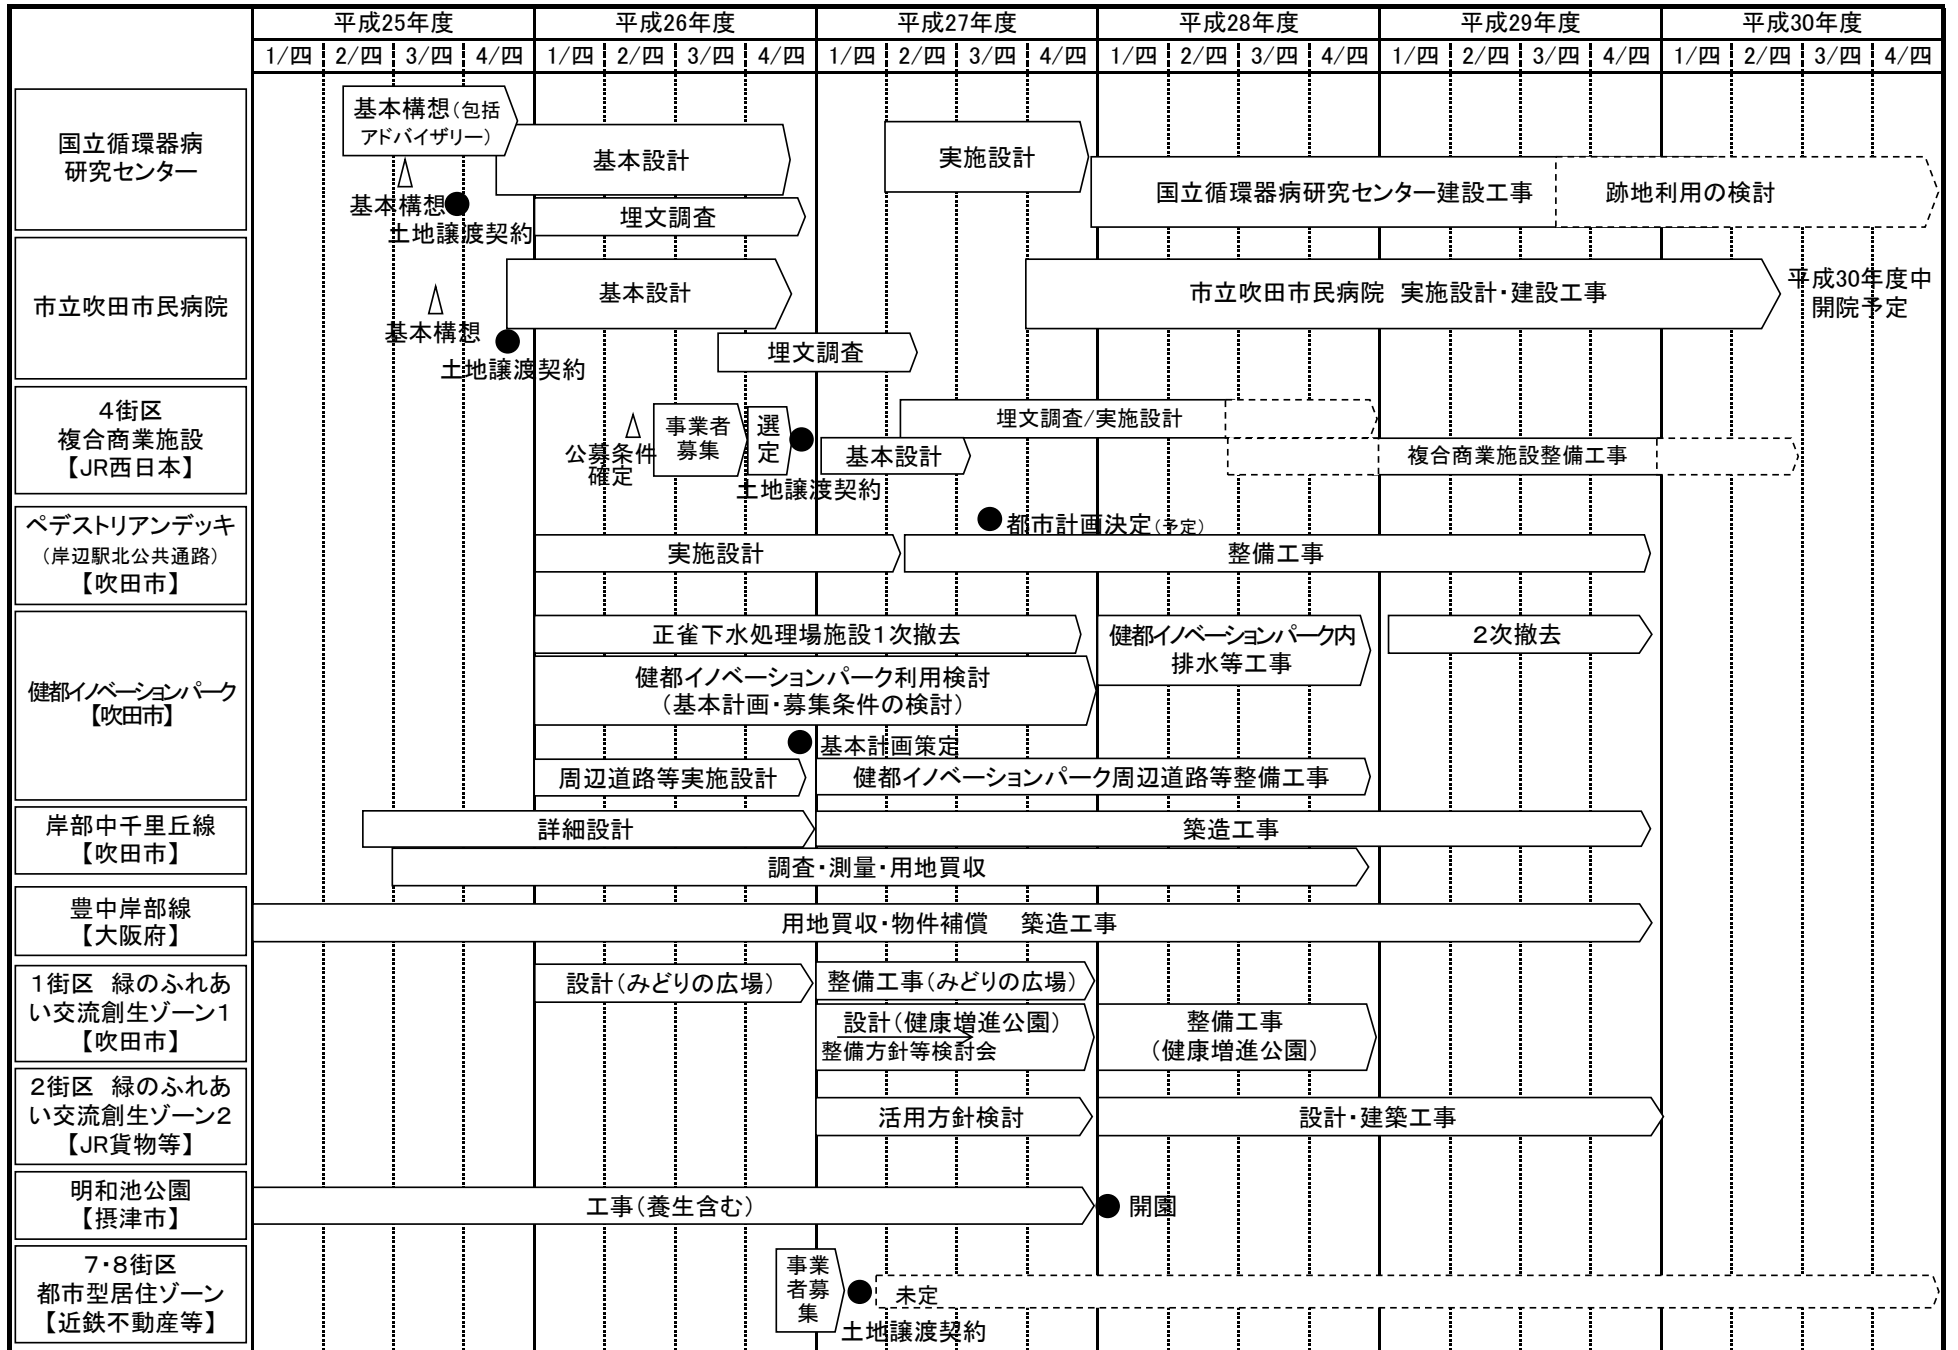 平成25年度 平成26年度 平成27年度 平成28年度 平成29年度 平成30年度
1/四 2/四 3/四 4/四 1/四 2/四 3/四 4/四 1/四 2/四 3/四 4/四 1/四 2/四 3/四 4/四 1/四 2/四 3/四 4/四 1/四 2/四 3/四 4/四
国立循環器病
研究センター
基本構想(包括
アドバイザリー)
基本構想
土地譲渡契約
基本設計
埋文調査
実施設計
国立循環器病研究センター建設工事
跡地利用の検討
市立吹田市民病院
基本構想
土地譲渡契約
基本設計
埋文調査
市立吹田市民病院 実施設計・建設工事
平成30年度中
開院予定
4街区
複合商業施設
【JR西日本】
公募条件
確定
事業者
募集
選
定
土地譲渡契約
基本設計
埋文調査/実施設計
複合商業施設整備工事
ペデストリアンデッキ
(岸辺駅北公共通路)
【吹田市】
実施設計
都市計画決定(予定)
整備工事
健都イノベーションパーク
【吹田市】
正雀下水処理場施設1次撤去
健都イノベーションパーク内
排水等工事
2次撤去
健都イノベーションパーク利用検討
(基本計画・募集条件の検討)
基本計画策定
周辺道路等実施設計
健都イノベーションパーク周辺道路等整備工事
岸部中千里丘線
【吹田市】
詳細設計
築造工事
調査・測量・用地買収
豊中岸部線
【大阪府】
用地買収・物件補償 築造工事
1街区 緑のふれあ
い交流創生ゾーン1
【吹田市】
設計(みどりの広場)
整備工事(みどりの広場)
設計(健康増進公園)
整備方針等検討会
整備工事
(健康増進公園)
2街区 緑のふれあ
い交流創生ゾーン2
【JR貨物等】
活用方針検討
設計・建築工事
明和池公園
【摂津市】
工事(養生含む)
開園
7・8街区
都市型居住ゾーン
【近鉄不動産等】
事業
者募
集
土地譲渡契約
未定